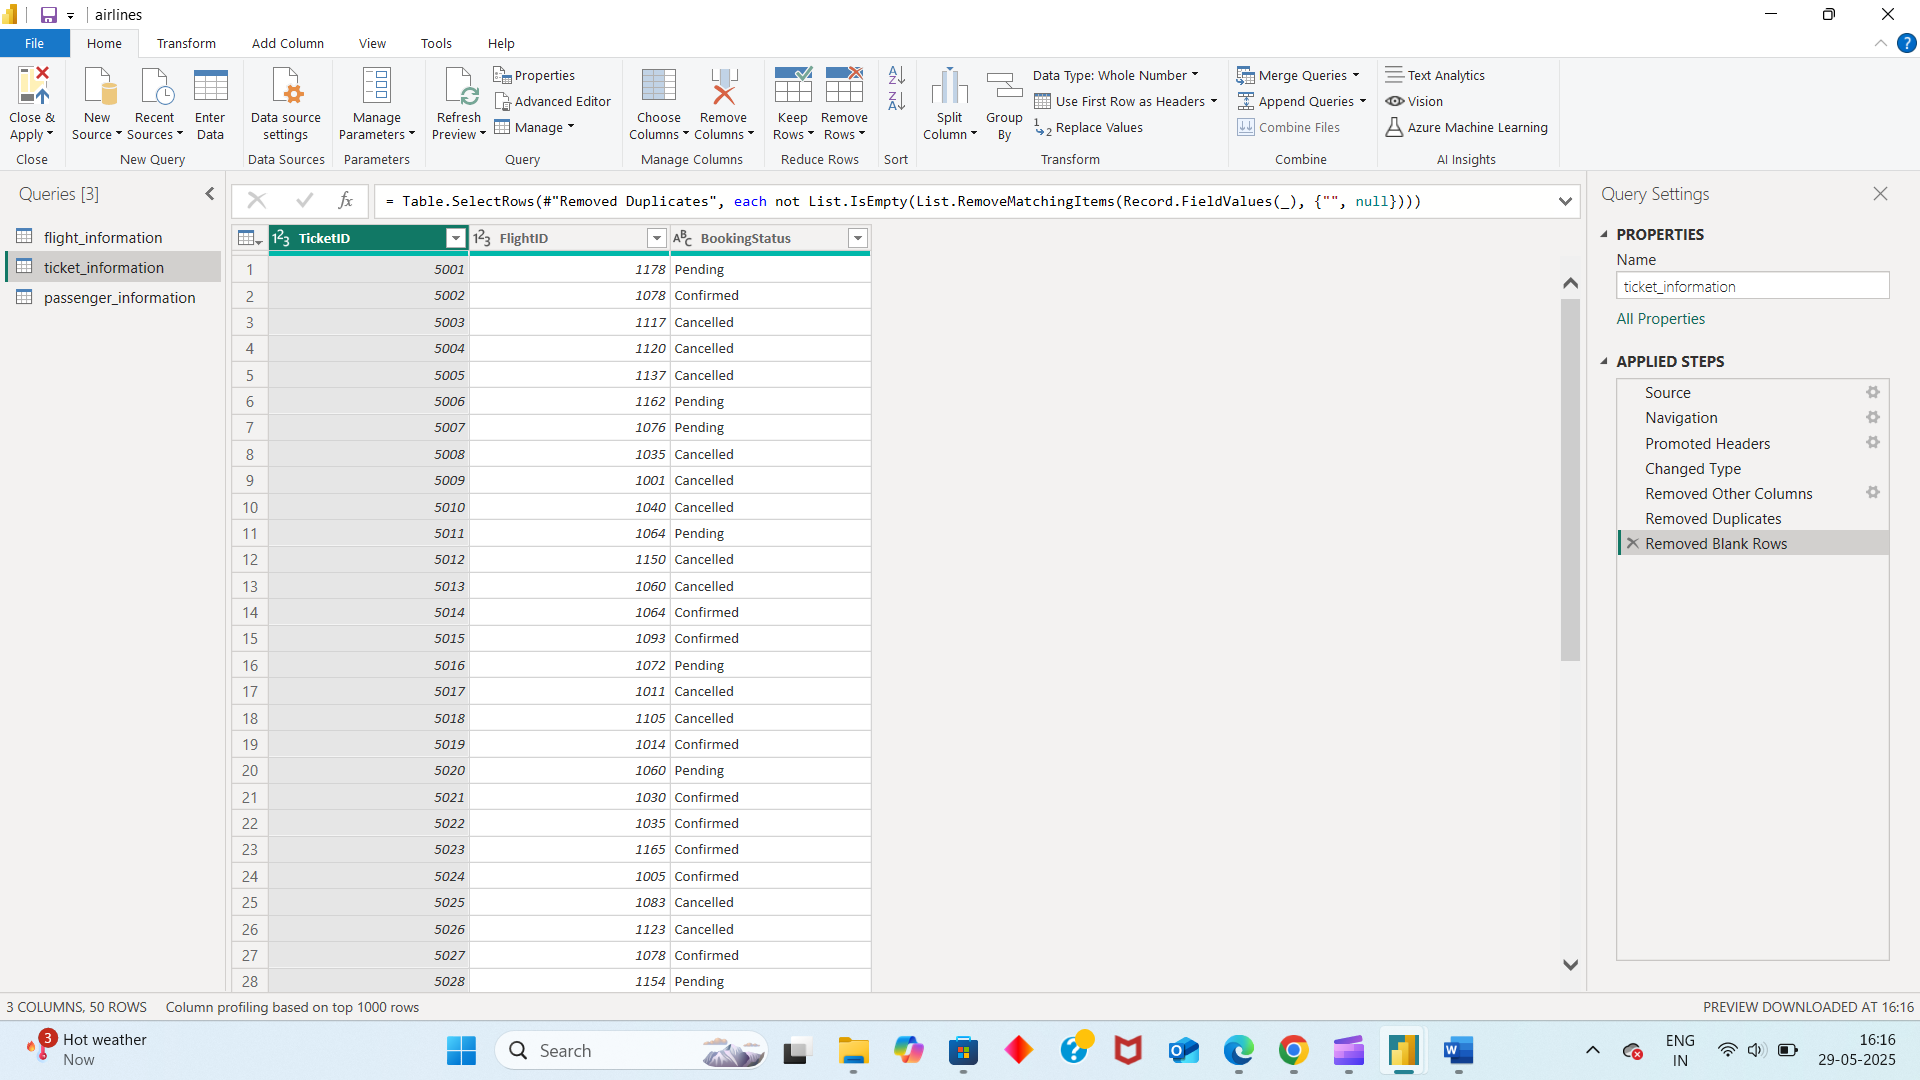 airlines
File Home Transform Add Column View Tools Help ?
Close & Apply
Close
New Source
Recent Sources
Enter Data
New Query
Data source settings
Data Sources
Manage Parameters
Parameters
Refresh Preview
Properties
Advanced Editor
Manage
Query
Choose Columns
Remove Columns
Manage Columns
Keep Rows
Remove Rows
Reduce Rows
Sort
Split Column
Group By
Data Type: Whole Number
Use First Row as Headers
Replace Values
Transform
Merge Queries
Append Queries
Combine Files
Combine
Text Analytics
Vision
Azure Machine Learning
AI Insights
Queries [3]
flight_information
ticket_information
passenger_information
fx = Table.SelectRows(#"Removed Duplicates", each not List.IsEmpty(List.RemoveMatchingItems(Record.FieldValues(_), {"", null})))
TicketID FlightID BookingStatus
1 5001 1178 Pending
2 5002 1078 Confirmed
3 5003 1117 Cancelled
4 5004 1120 Cancelled
5 5005 1137 Cancelled
6 5006 1162 Pending
7 5007 1076 Pending
8 5008 1035 Cancelled
9 5009 1001 Cancelled
10 5010 1040 Cancelled
11 5011 1064 Pending
12 5012 1150 Cancelled
13 5013 1060 Cancelled
14 5014 1064 Confirmed
15 5015 1093 Confirmed
16 5016 1072 Pending
17 5017 1011 Cancelled
18 5018 1105 Cancelled
19 5019 1014 Confirmed
20 5020 1060 Pending
21 5021 1030 Confirmed
22 5022 1035 Confirmed
23 5023 1165 Confirmed
24 5024 1005 Confirmed
25 5025 1083 Cancelled
26 5026 1123 Cancelled
27 5027 1078 Confirmed
28 5028 1154 Pending
Query Settings
PROPERTIES
Name
ticket_information
All Properties
APPLIED STEPS
Source
Navigation
Promoted Headers
Changed Type
Removed Other Columns
Removed Duplicates
Removed Blank Rows
3 COLUMNS, 50 ROWS Column profiling based on top 1000 rows
PREVIEW DOWNLOADED AT 16:16
3
Hot weather
Now
Search
ENG
IN
16:16
29-05-2025